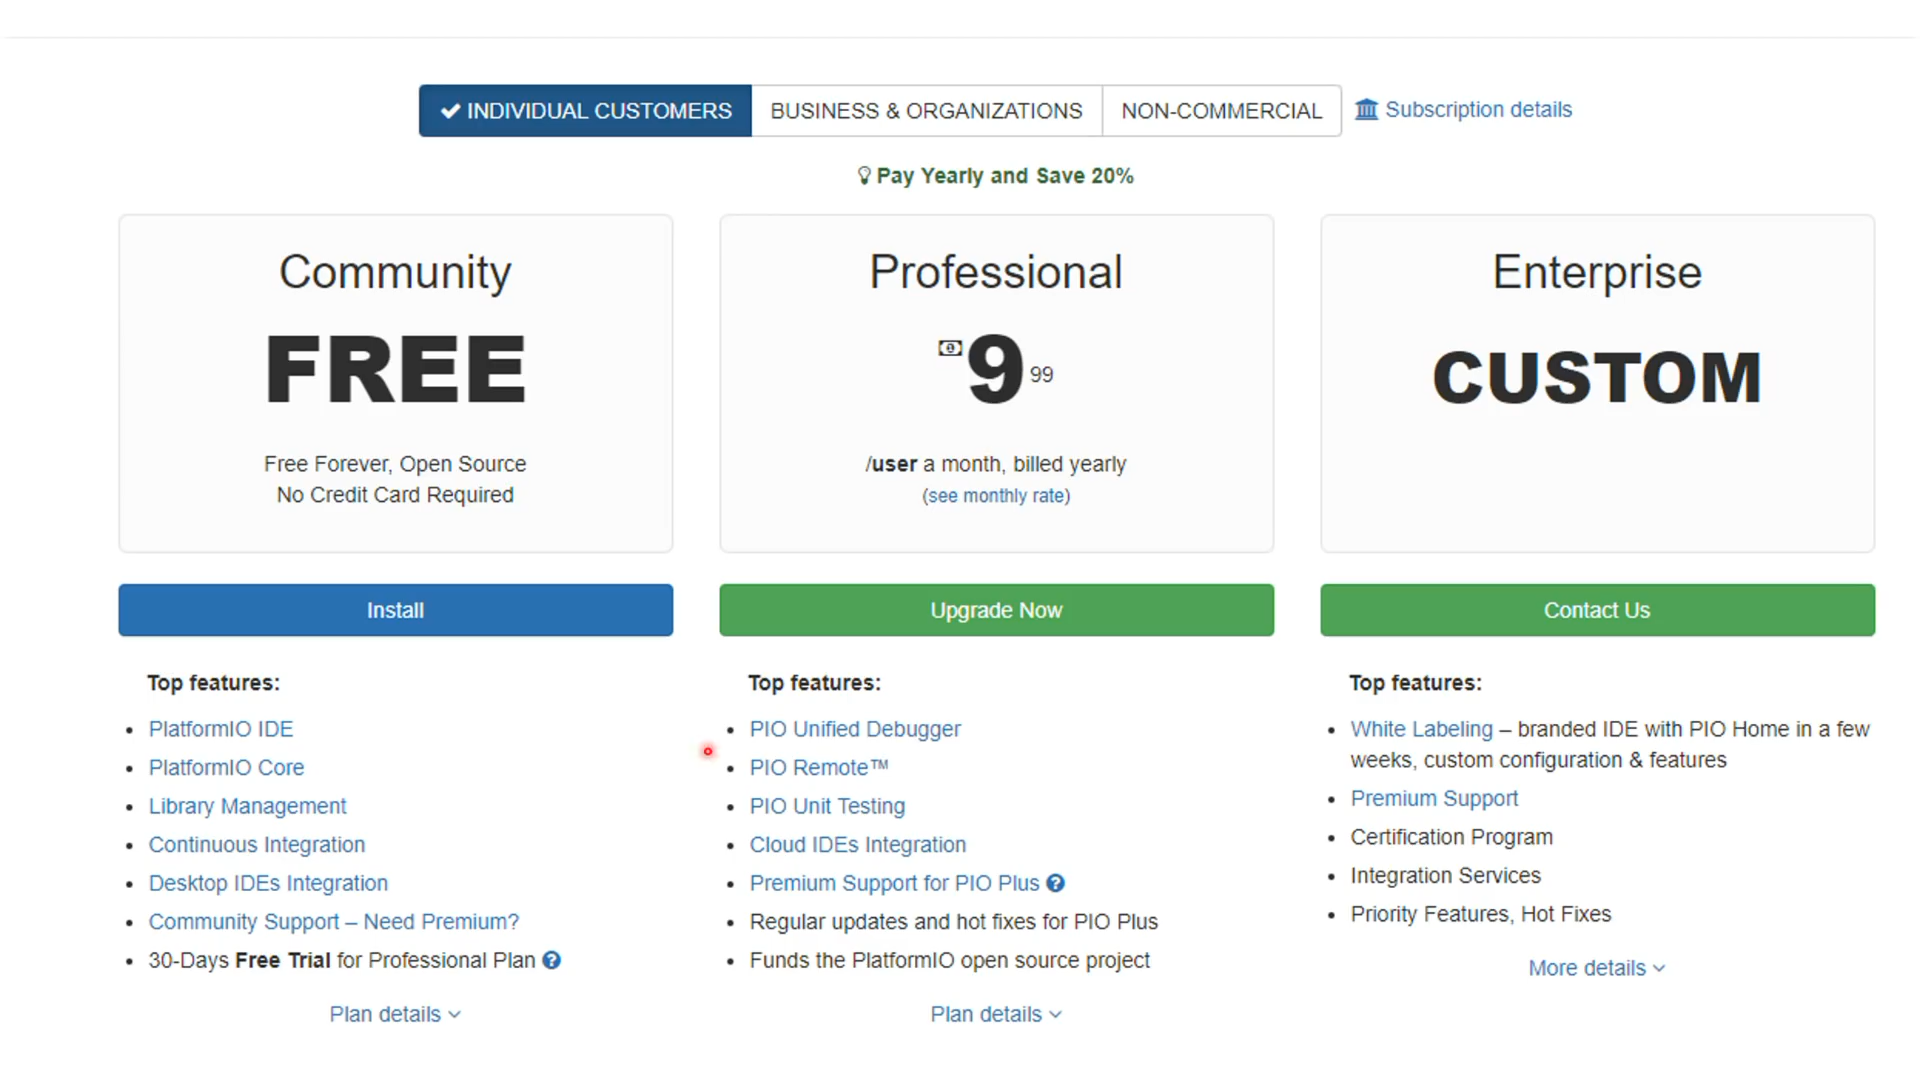 INDIVIDUAL CUSTOMERS
BUSINESS & ORGANIZATIONS
NON-COMMERCIAL
Subscription details
Pay Yearly and Save 20%
Community
FREE
Free Forever, Open Source
No Credit Card Required
Install
Top features:
PlatformIO IDE
PlatformIO Core
Library Management
Continuous Integration
Desktop IDEs Integration
Community Support – Need Premium?
30-Days Free Trial for Professional Plan
Plan details
Professional
9 99
/user a month, billed yearly
(see monthly rate)
Upgrade Now
Top features:
PIO Unified Debugger
PIO Remote™
PIO Unit Testing
Cloud IDEs Integration
Premium Support for PIO Plus
Regular updates and hot fixes for PIO Plus
Funds the PlatformIO open source project
Plan details
Enterprise
CUSTOM
Contact Us
Top features:
White Labeling – branded IDE with PIO Home in a few
weeks, custom configuration & features
Premium Support
Certification Program
Integration Services
Priority Features, Hot Fixes
More details